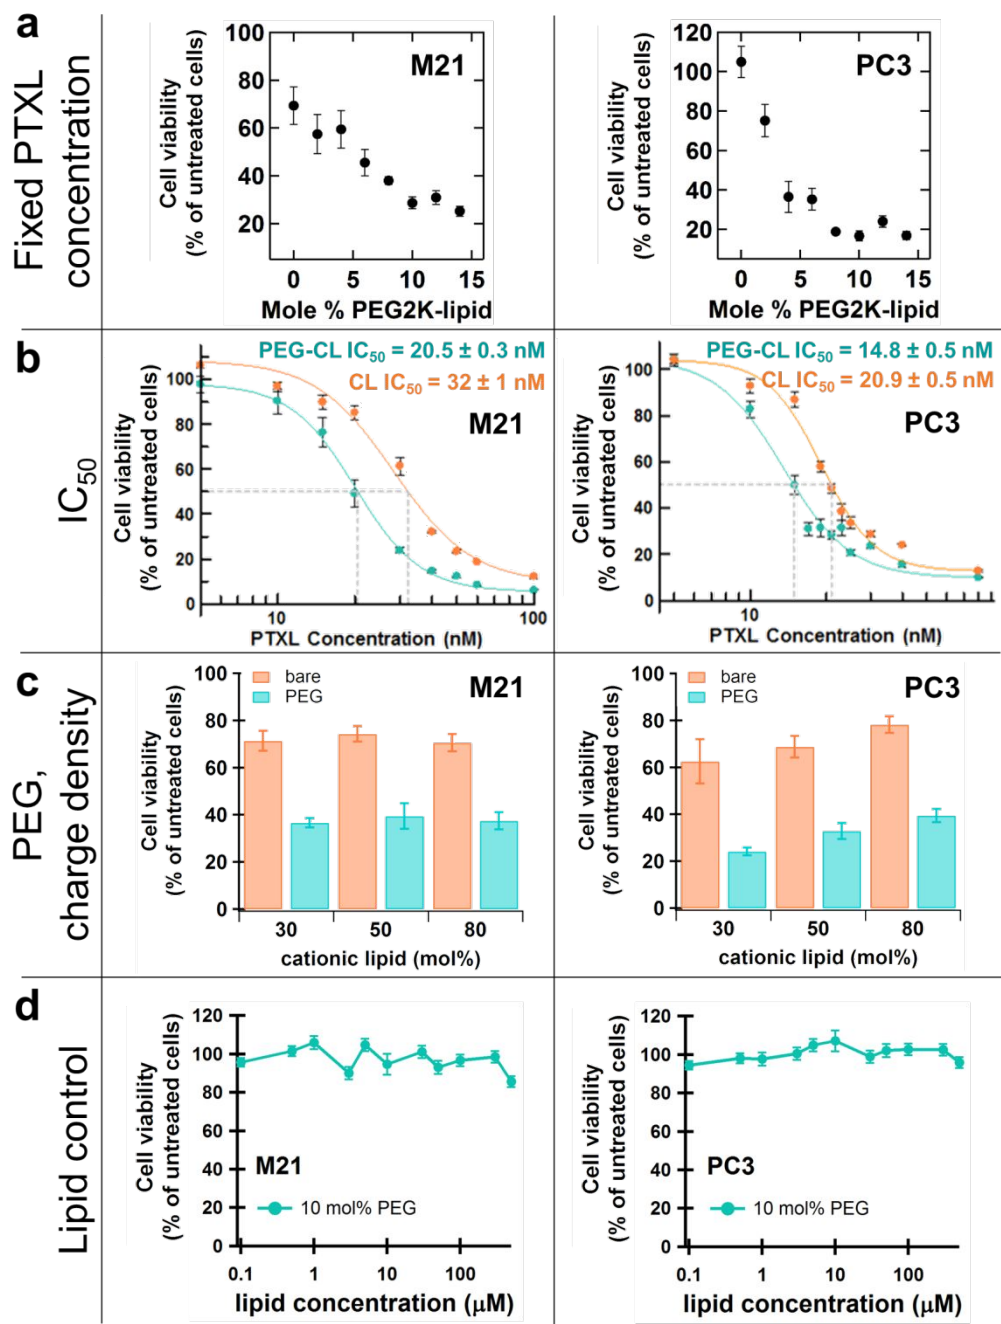 a
Fixed PTXL
concentration
Cell viability
(% of untreated cells)
100
80
60
40
20
M21
0
5
10
15
Mole % PEG2K-lipid
Cell viability
(% of untreated cells)
120
100
80
60
40
20
PC3
0
5
10
15
Mole % PEG2K-lipid
b
IC50
Cell viability
(% of untreated cells)
100
80
60
40
20
0
PEG-CL IC50 = 20.5 ± 0.3 nM
CL IC50 = 32 ± 1 nM
M21
10
100
PTXL Concentration (nM)
Cell viability
(% of untreated cells)
100
80
60
40
20
0
PEG-CL IC50 = 14.8 ± 0.5 nM
CL IC50 = 20.9 ± 0.5 nM
PC3
10
PTXL Concentration (nM)
c
PEG,
charge density
Cell viability
(% of untreated cells)
100
80
60
40
20
0
bare
PEG
M21
30
50
80
cationic lipid (mol%)
Cell viability
(% of untreated cells)
100
80
60
40
20
0
bare
PEG
PC3
30
50
80
cationic lipid (mol%)
d
Lipid control
Cell viability
(% of untreated cells)
120
100
80
60
40
20
0
M21
10 mol% PEG
0.1
1
10
100
lipid concentration (μM)
Cell viability
(% of untreated cells)
120
100
80
60
40
20
0
PC3
10 mol% PEG
0.1
1
10
100
lipid concentration (μM)